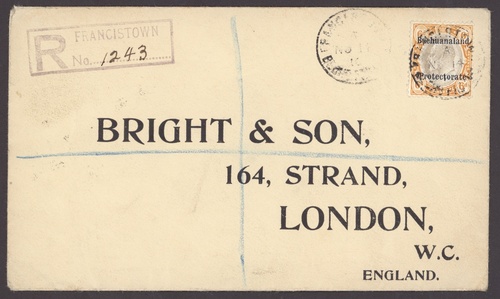 R FRANCISTOWN
No. 1243
Bechuanaland
Protectorate
BRIGHT & SON,
164, STRAND,
LONDON,
W.C.
ENGLAND.